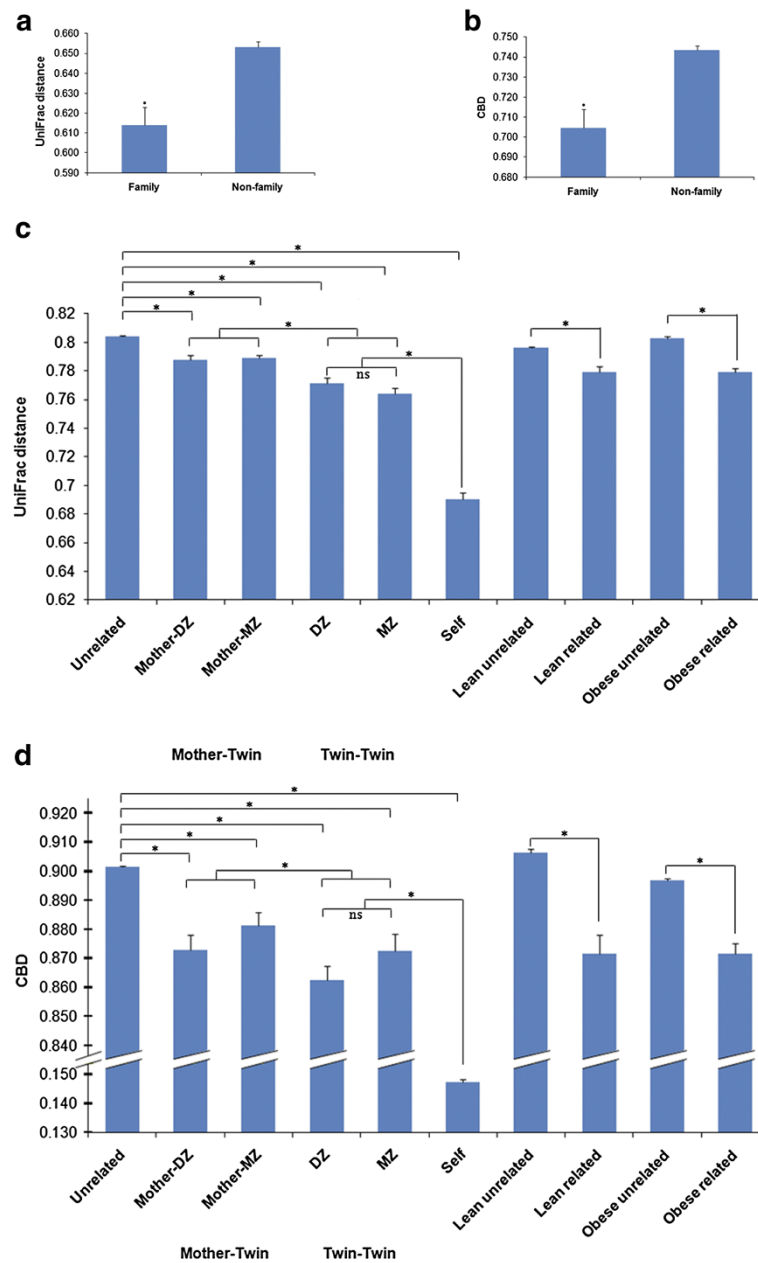 a
0.660
0.650
0.640
0.630
0.620
0.610
0.600
0.590
UniFrac distance
*
Family Non-family
b
0.750
0.740
0.730
0.720
0.710
0.700
0.690
0.680
CBD
*
Family Non-family
c
*
*
*
*
*
* * * *
ns
0.82
0.8
0.78
0.76
0.74
0.72
0.7
0.68
0.66
0.64
0.62
UniFrac distance
Unrelated Mother-DZ Mother-MZ DZ MZ Self Lean unrelated Lean related Obese unrelated Obese related
Mother-Twin Twin-Twin
d
*
*
*
*
*
* * * *
ns
0.920
0.910
0.900
0.890
0.880
0.870
0.860
0.850
0.840
0.150
0.140
0.130
CBD
Unrelated Mother-DZ Mother-MZ DZ MZ Self Lean unrelated Lean related Obese unrelated Obese related
Mother-Twin Twin-Twin